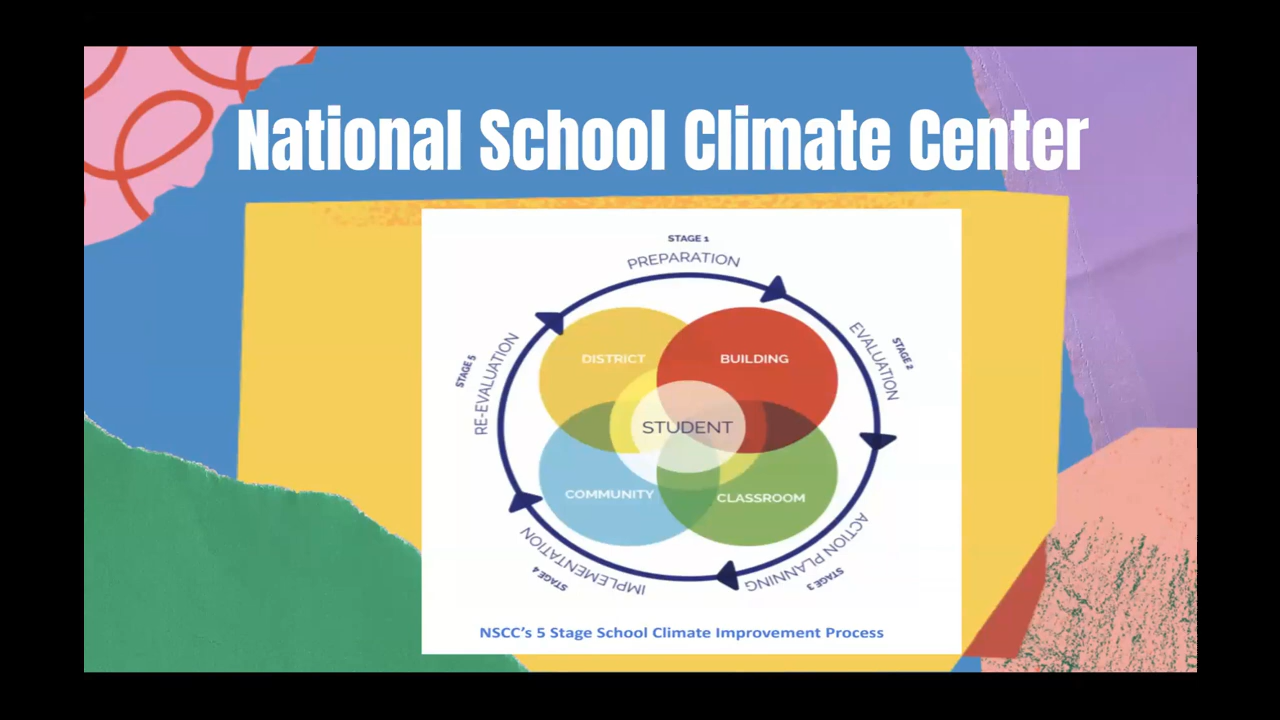 National School Climate Center
STAGE 1
PREPARATION
STAGE 2
EVALUATION
STAGE 3
ACTION PLANNING
STAGE 4
IMPLEMENTATION
STAGE 5
RE-EVALUATION
DISTRICT
BUILDING
STUDENT
COMMUNITY
CLASSROOM
NSCC's 5 Stage School Climate Improvement Process